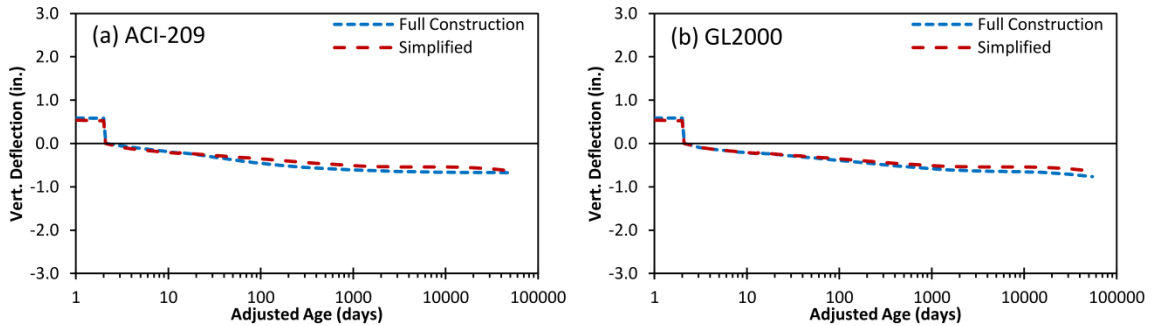 (a) ACI-209
Full Construction
Simplified
Vert. Deflection (in.)
3.0
2.0
1.0
0.0
-1.0
-2.0
-3.0
1 10 100 1000 10000 100000
Adjusted Age (days)
(b) GL2000
Full Construction
Simplified
Vert. Deflection (in.)
3.0
2.0
1.0
0.0
-1.0
-2.0
-3.0
1 10 100 1000 10000 100000
Adjusted Age (days)